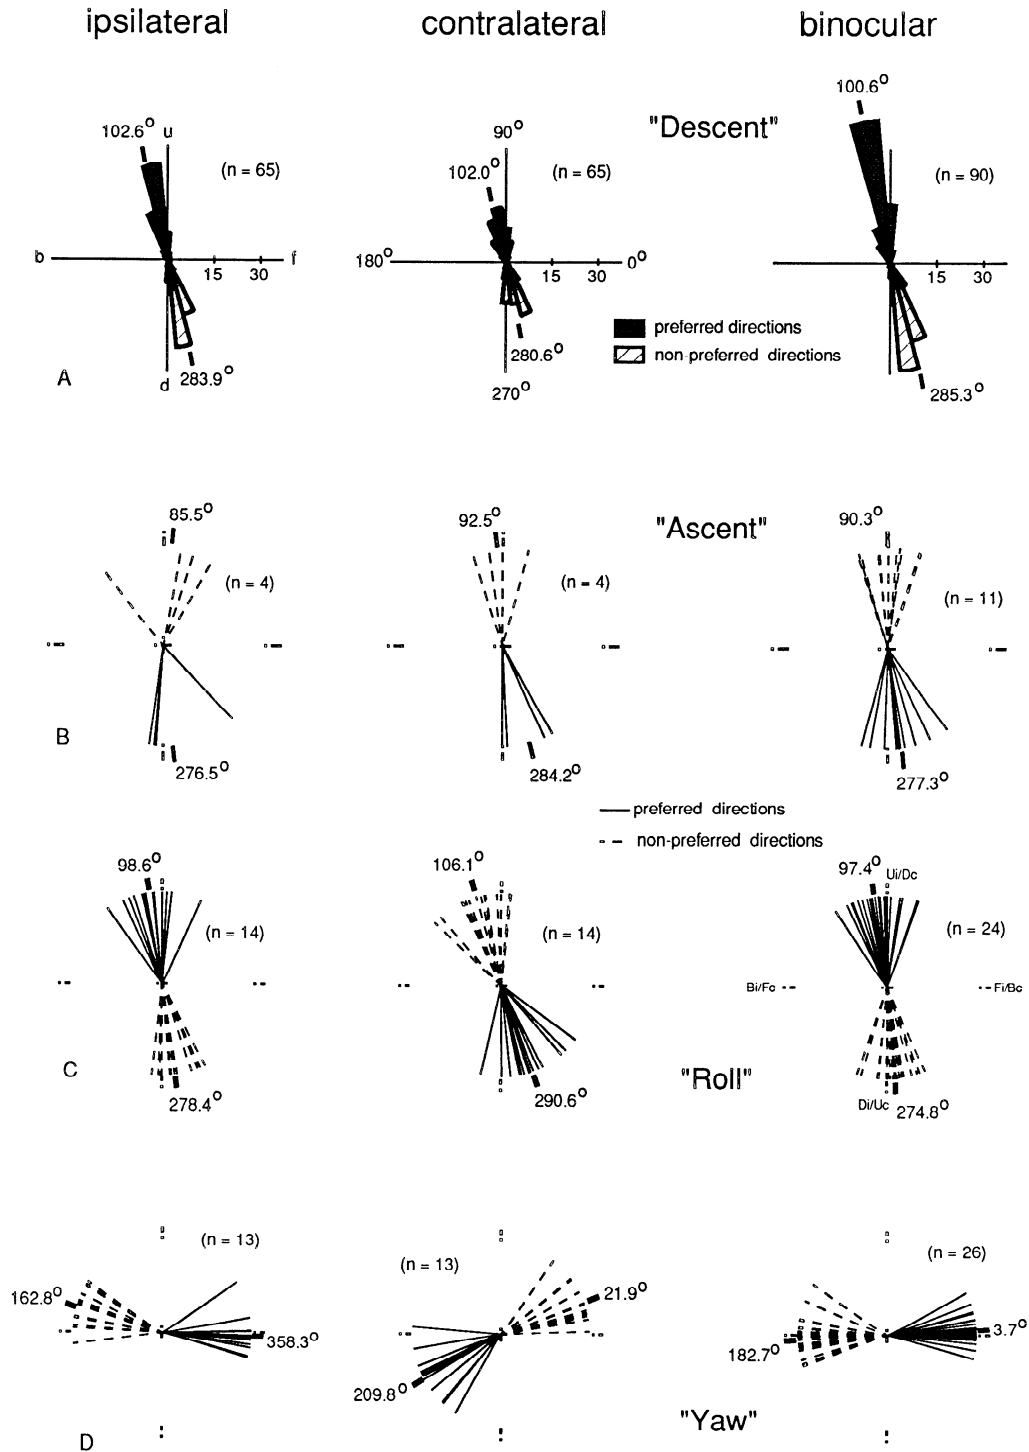 ipsilateral contralateral binocular
100.6°
"Descent"
102.6° u 90°
102.0°
(n = 65) (n = 65) (n = 90)
b f 180° 0°
15 30 15 30 15 30
preferred directions
non-preferred directions
280.6°
A d 283.9° 270° 285.3°
85.5° 92.5° "Ascent" 90.3°
(n = 4) (n = 4) (n = 11)
B
276.5° 284.2° 277.3°
preferred directions
non-preferred directions
98.6° 106.1° 97.4° Ui/Dc
(n = 14) (n = 14) (n = 24)
Bi/Fc Fi/Bc
C "Roll"
278.4° 290.6° Di/Uc 274.8°
(n = 13) (n = 13) (n = 26)
162.8° 21.9°
358.3° 3.7°
182.7°
209.8°
"Yaw"
D